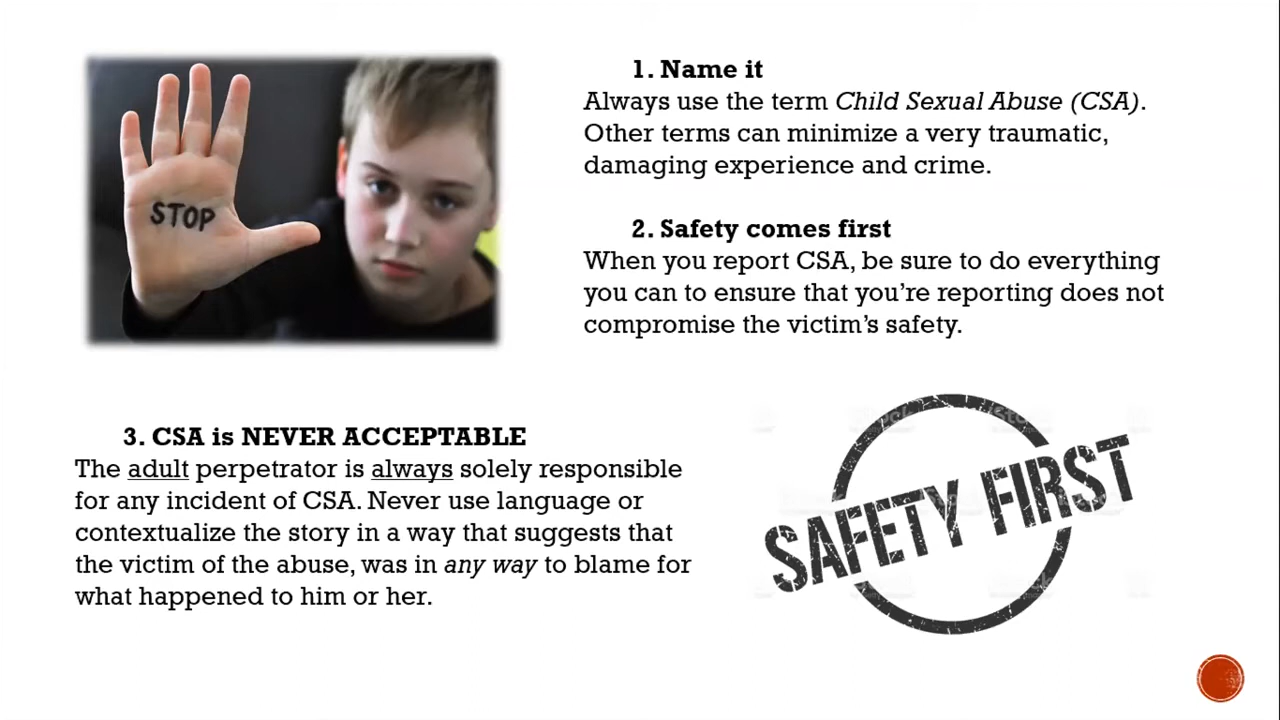 STOP
1. Name it
Always use the term Child Sexual Abuse (CSA).
Other terms can minimize a very traumatic,
damaging experience and crime.
2. Safety comes first
When you report CSA, be sure to do everything
you can to ensure that you’re reporting does not
compromise the victim’s safety.
3. CSA is NEVER ACCEPTABLE
The adult perpetrator is always solely responsible
for any incident of CSA. Never use language or
contextualize the story in a way that suggests that
the victim of the abuse, was in any way to blame for
what happened to him or her.
SAFETY FIRST